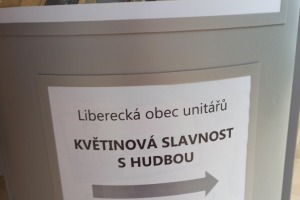 Liberecká obec unitářů
KVĚTINOVÁ SLAVNOST
S HUDBOU